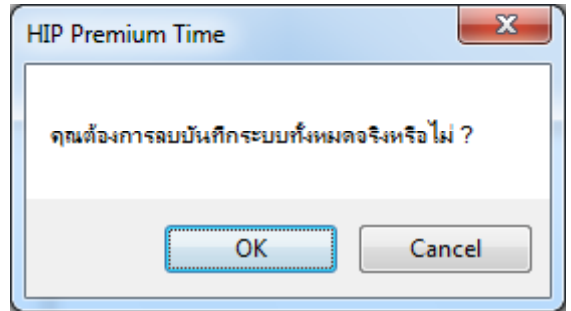 HIP Premium Time
คุณต้องการลบบันทึกระบบทั้งหมดจริงหรือไม่ ?
OK
Cancel